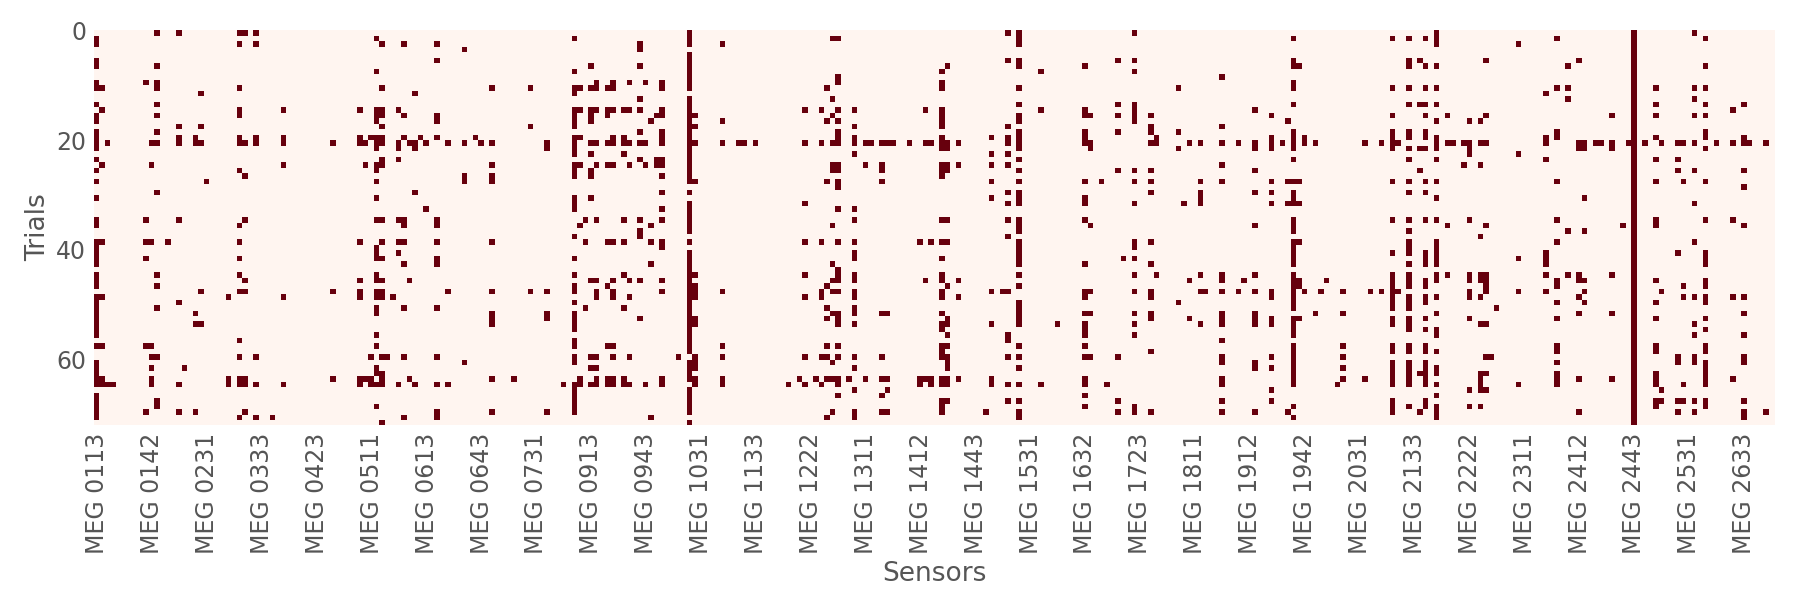 0
20
40
60
Trials
MEG 0113
MEG 0142
MEG 0231
MEG 0333
MEG 0423
MEG 0511
MEG 0613
MEG 0643
MEG 0731
MEG 0913
MEG 0943
MEG 1031
MEG 1133
MEG 1222
MEG 1311
MEG 1412
MEG 1443
MEG 1531
MEG 1632
MEG 1723
MEG 1811
MEG 1912
MEG 1942
MEG 2031
MEG 2133
MEG 2222
MEG 2311
MEG 2412
MEG 2443
MEG 2531
MEG 2633
Sensors